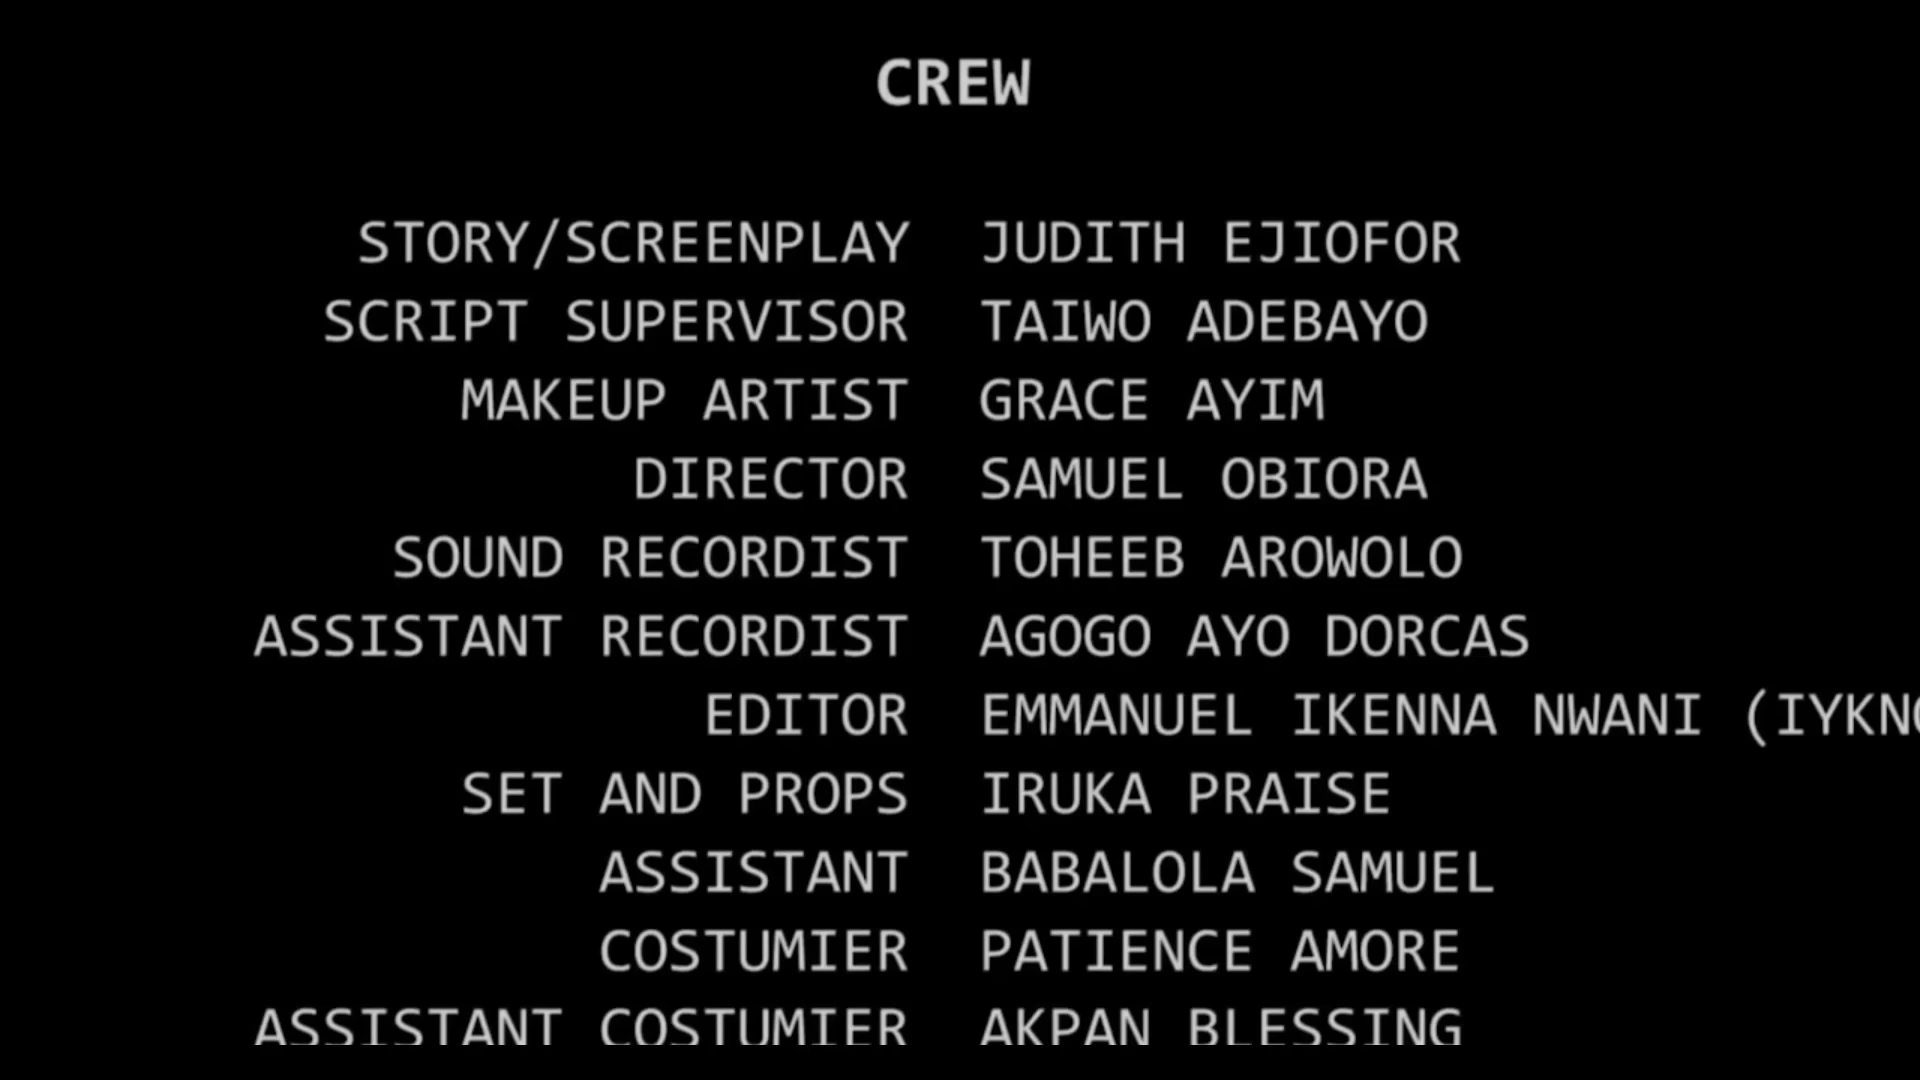 CREW
STORY/SCREENPLAY JUDITH EJIOFOR
SCRIPT SUPERVISOR TAIWO ADEBAYO
MAKEUP ARTIST GRACE AYIM
DIRECTOR SAMUEL OBIORA
SOUND RECORDIST TOHEEB AROWOLO
ASSISTANT RECORDIST AGOGO AYO DORCAS
EDITOR EMMANUEL IKENNA NWANI
SET AND PROPS IRUKA PRAISE
ASSISTANT BABALOLA SAMUEL
COSTUMIER PATIENCE AMORE
ASSISTANT COSTUMIER AKPAN BLESSING